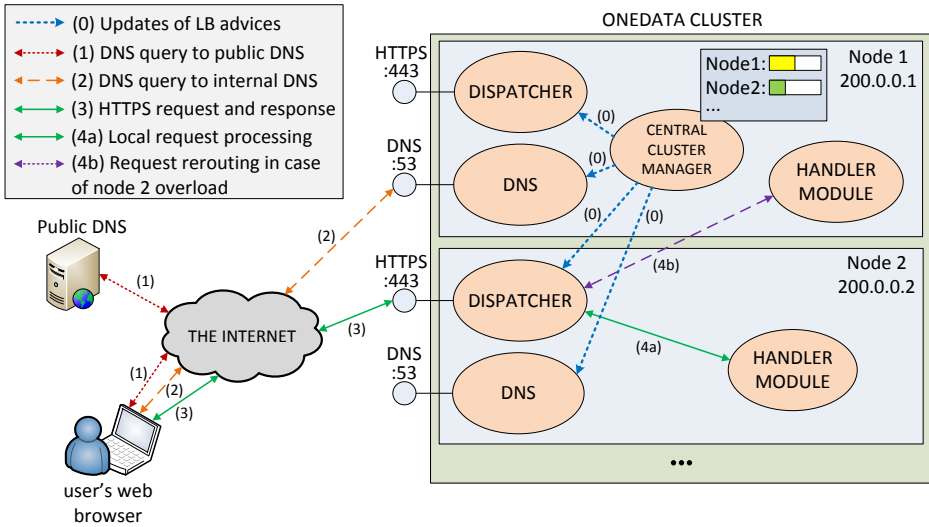 (0) Updates of LB advices
(1) DNS query to public DNS
(2) DNS query to internal DNS
(3) HTTPS request and response
(4a) Local request processing
(4b) Request rerouting in case
of node 2 overload
ONEDATA CLUSTER
HTTPS
:443
DISPATCHER
Node1:
Node2:
...
Node 1
200.0.0.1
(0)
CENTRAL
CLUSTER
MANAGER
DNS
:53
DNS
(0)
(0)
(0)
HANDLER
MODULE
(2)
Public DNS
(1)
THE INTERNET
HTTPS
:443
(3)
DISPATCHER
(4b)
Node 2
200.0.0.2
(4a)
HANDLER
MODULE
DNS
:53
DNS
(1)
(2)
(3)
user's web
browser
•••